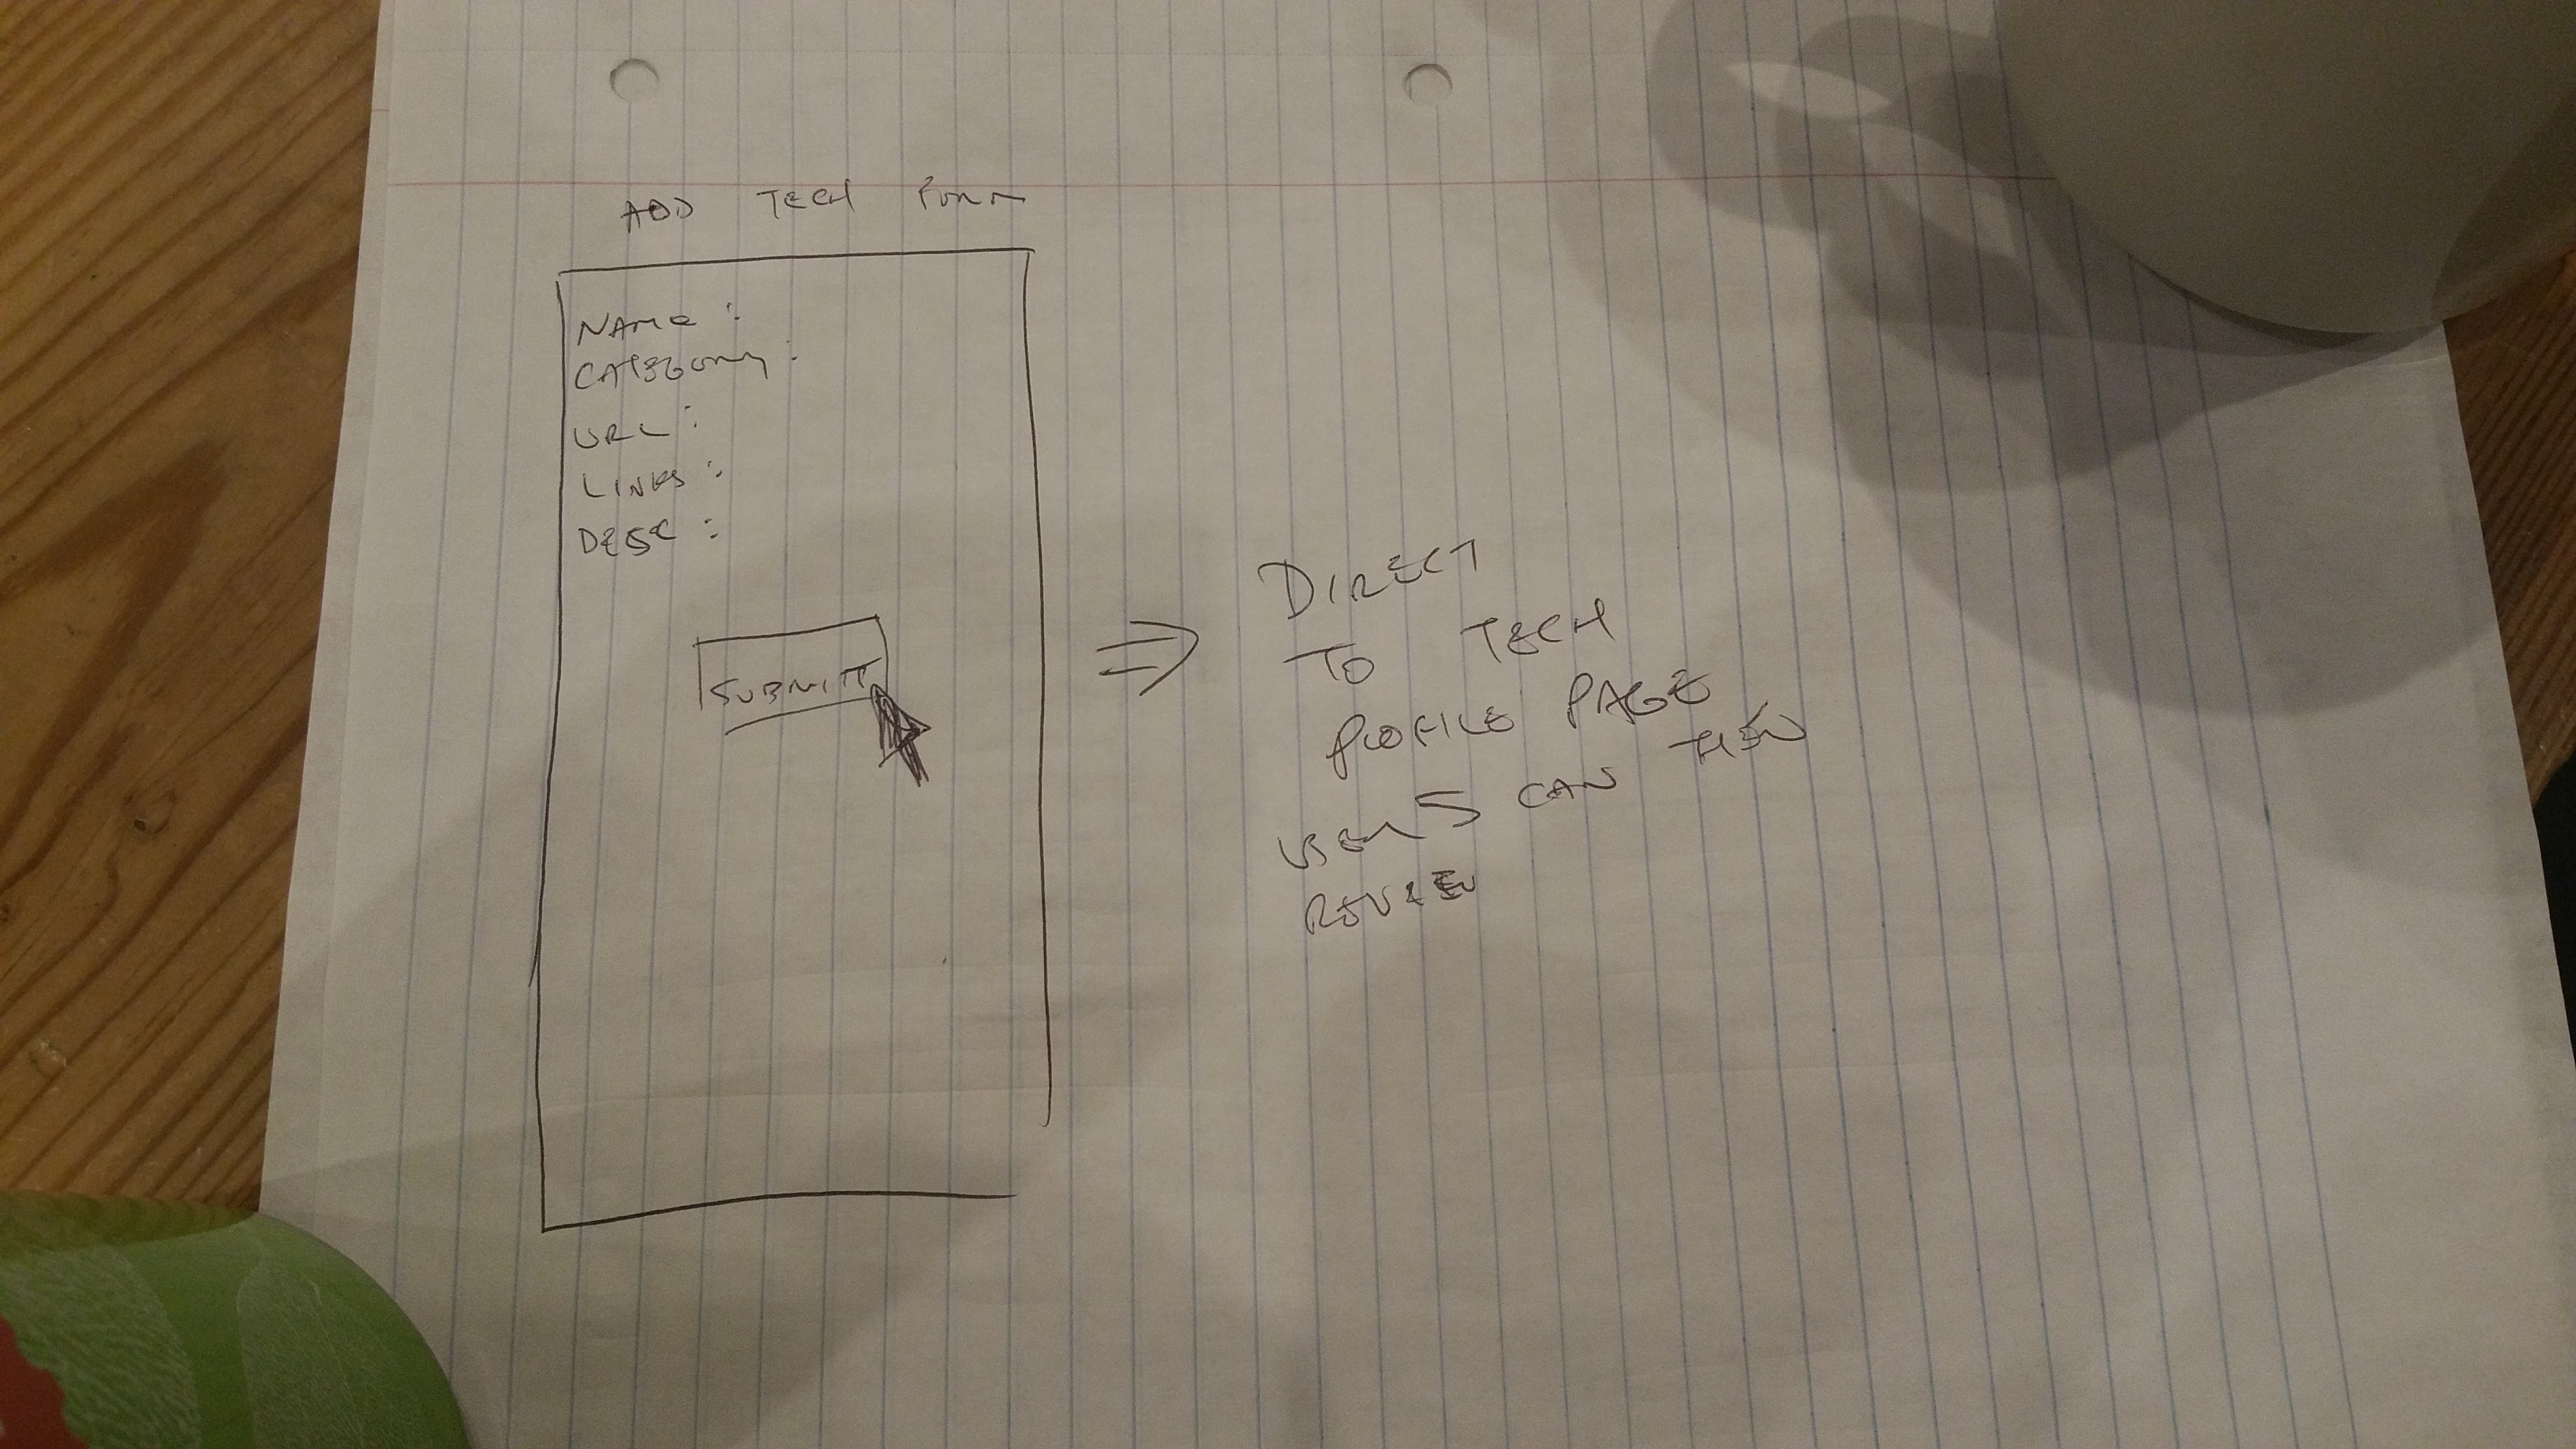 ADD TECH FORM
NAME :
CATEGORY :
URL :
LINKS :
DESC :
SUBMIT
DIRECT
TO TECH
PROFILE PAGE
USERS CAN THEN
REVIEW